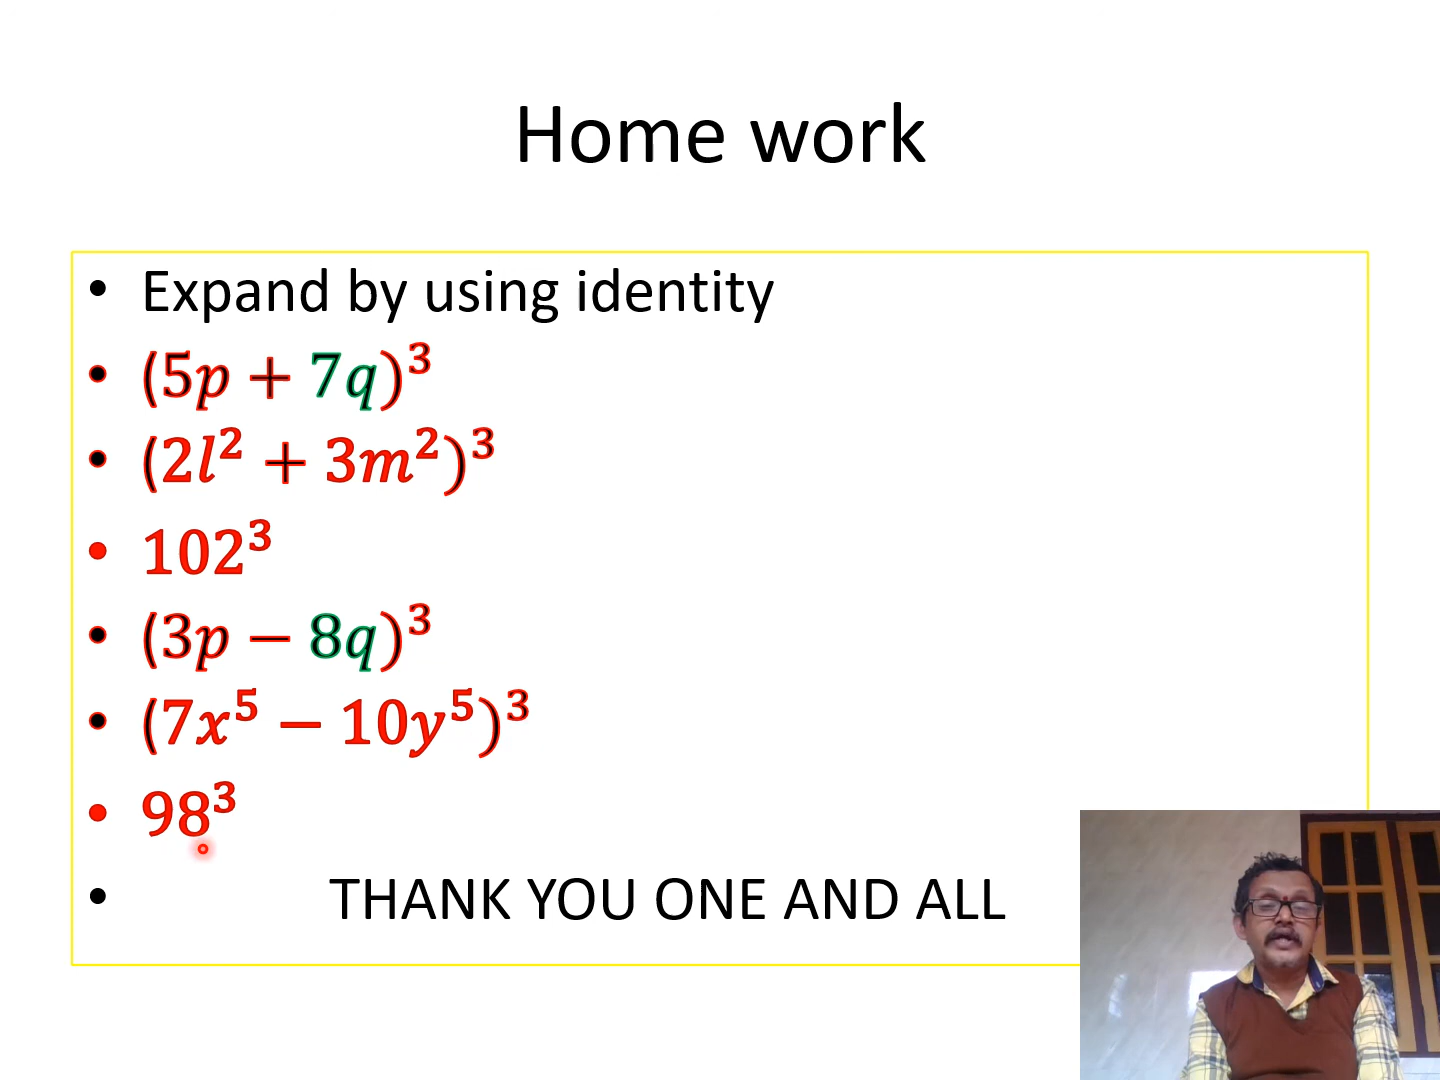 Home work
• Expand by using identity
• (5p + 7q)³
• (2l² + 3m²)³
• 102³
• (3p − 8q)³
• (7x⁵ − 10y⁵)³
• 98³
• THANK YOU ONE AND ALL